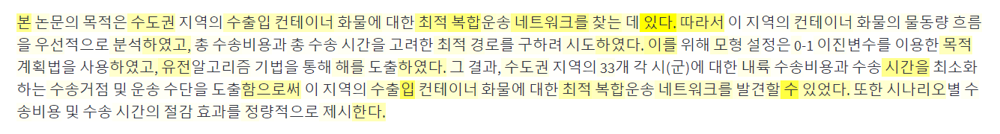 본 논문의 목적은 수도권 지역의 수출입 컨테이너 화물에 대한 최적 복합운송 네트워크를 찾는 데 있다. 따라서 이 지역의 컨테이너 화물의 물동량 흐름
을 우선적으로 분석하였고, 총 수송비용과 총 수송 시간을 고려한 최적 경로를 구하려 시도하였다. 이를 위해 모형 설정은 0-1 이진변수를 이용한 목적
계획법을 사용하였고, 유전알고리즘 기법을 통해 해를 도출하였다. 그 결과, 수도권 지역의 33개 각 시(군)에 대한 내륙 수송비용과 수송 시간을 최소화
하는 수송거점 및 운송 수단을 도출함으로써 이 지역의 수출입 컨테이너 화물에 대한 최적 복합운송 네트워크를 발견할 수 있었다. 또한 시나리오별 수
송비용 및 수송 시간의 절감 효과를 정량적으로 제시한다.